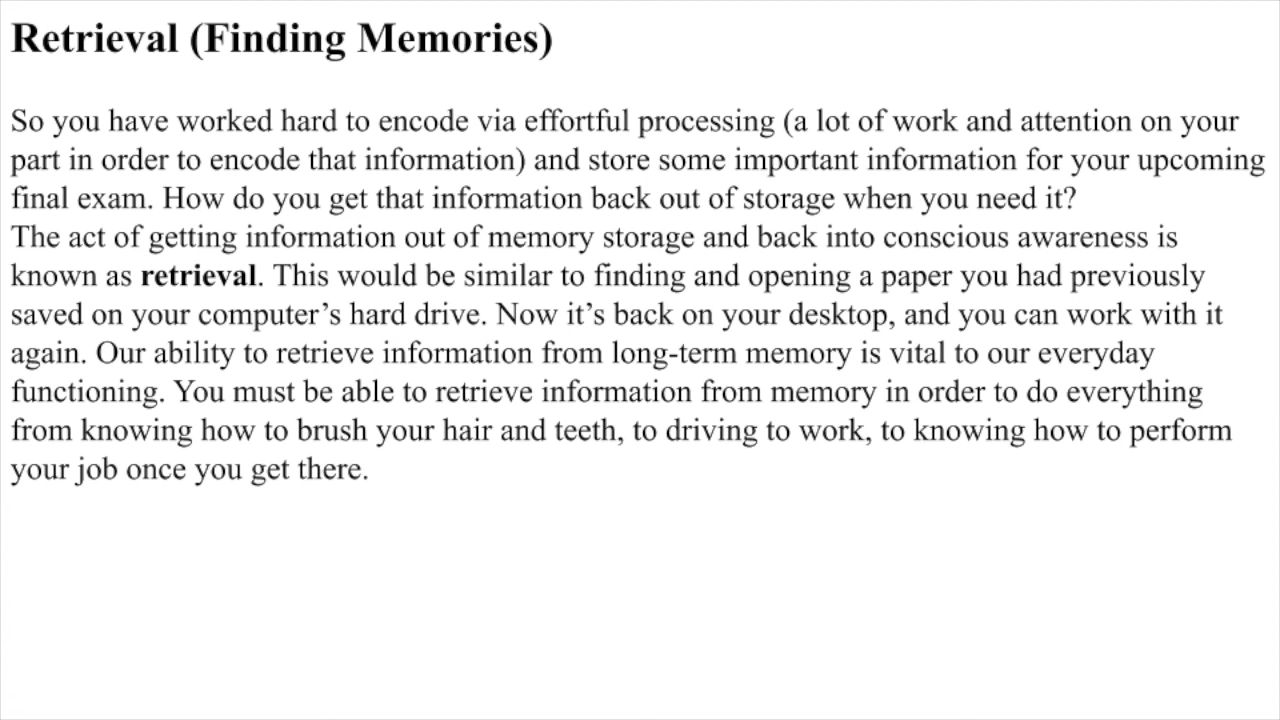 Retrieval (Finding Memories)
So you have worked hard to encode via effortful processing (a lot of work and attention on your
part in order to encode that information) and store some important information for your upcoming
final exam. How do you get that information back out of storage when you need it?
The act of getting information out of memory storage and back into conscious awareness is
known as retrieval. This would be similar to finding and opening a paper you had previously
saved on your computer’s hard drive. Now it’s back on your desktop, and you can work with it
again. Our ability to retrieve information from long-term memory is vital to our everyday
functioning. You must be able to retrieve information from memory in order to do everything
from knowing how to brush your hair and teeth, to driving to work, to knowing how to perform
your job once you get there.